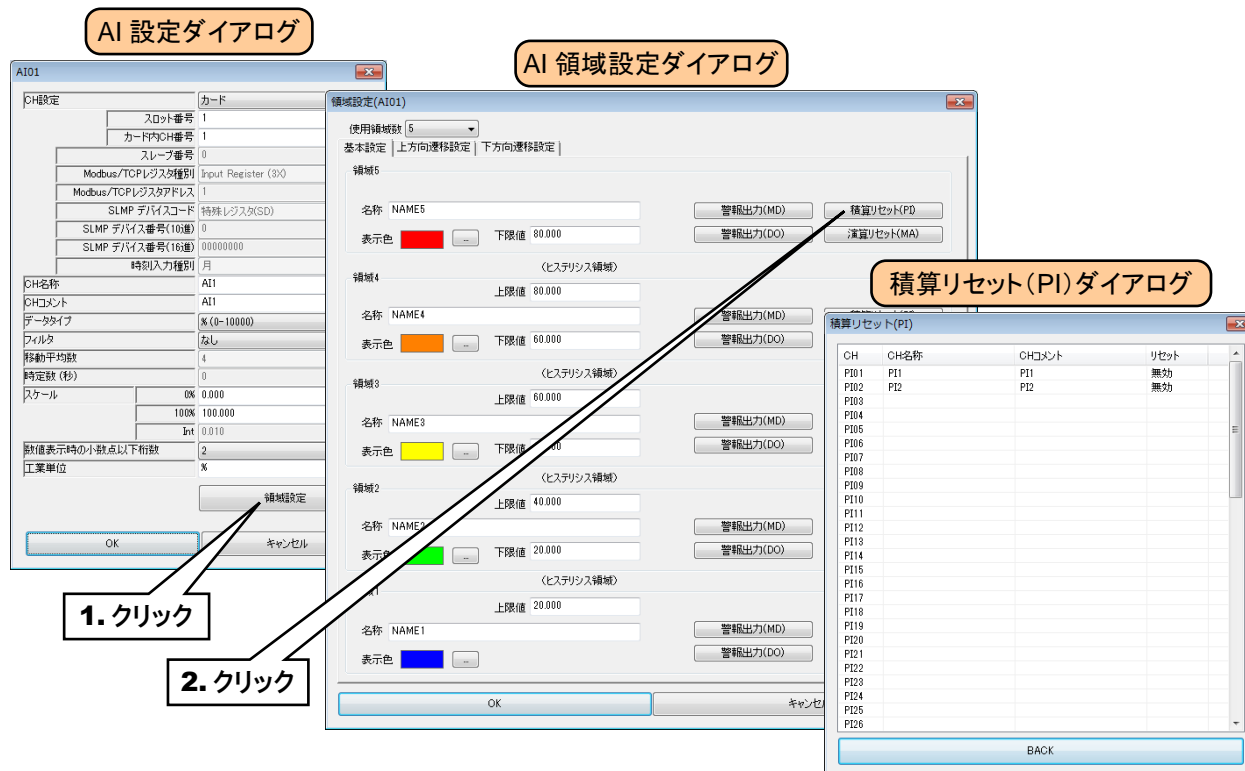 AI 設定ダイアログ
AI01
CH設定 カード
スロット番号 1
カード内CH番号 1
スレーブ番号 0
Modbus/TCPレジスタ種別 Input Register (3X)
Modbus/TCPレジスタアドレス 1
SLMP デバイスコード 特殊レジスタ(SD)
SLMP デバイス番号(10進) 0
SLMP デバイス番号(16進) 00000000
時刻入力種別 月
CH名称 AI1
CHコメント AI1
データタイプ %(0-10000)
フィルタ なし
移動平均数 4
時定数(秒) 0
スケール 0% 0.000
100% 100.000
Int 0.010
数値表示時の小数点以下桁数 2
工業単位 %
領域設定
OK キャンセル
1. クリック
AI 領域設定ダイアログ
領域設定(AI01)
使用領域数 5
基本設定 上方向遷移設定 下方向遷移設定
領域5
名称 NAME5 警報出力(MD) 積算リセット(PI)
表示色 ... 下限値 80.000 警報出力(DO) 演算リセット(MA)
(ヒステリシス領域)
領域4
上限値 80.000
名称 NAME4 警報出力(MD)
表示色 ... 下限値 60.000 警報出力(DO)
(ヒステリシス領域)
領域3
上限値 60.000
名称 NAME3 警報出力(MD)
表示色 ... 下限値 警報出力(DO)
(ヒステリシス領域)
領域2
上限値 40.000
名称 NAME2 警報出力(MD)
表示色 ... 下限値 20.000 警報出力(DO)
(ヒステリシス領域)
上限値 20.000
名称 NAME1 警報出力(MD)
表示色 ... 警報出力(DO)
OK
2. クリック
積算リセット(PI)ダイアログ
積算リセット(PI)
CH CH名称 CHコメント リセット
PI01 PI1 PI1 無効
PI02 PI2 PI2 無効
PI03
PI04
PI05
PI06
PI07
PI08
PI09
PI10
PI11
PI12
PI13
PI14
PI15
PI16
PI17
PI18
PI19
PI20
PI21
PI22
PI23
PI24
PI25
PI26
BACK